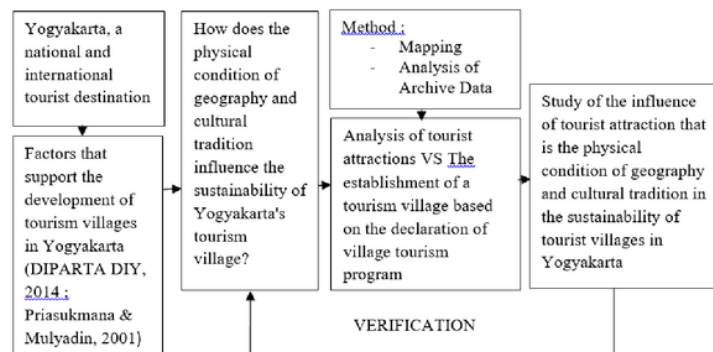 Yogyakarta, a
national and
international
tourist destination
Factors that
support the
development of
tourism villages
in Yogyakarta
(DIPARTA DIY,
2014 ;
Priasukmana &
Mulyadin, 2001)
How does the
physical
condition of
geography and
cultural
tradition
influence the
sustainability of
Yogyakarta's
tourism
village?
Method :
- Mapping
- Analysis of
Archive Data
Analysis of tourist
attractions VS The
establishment of a
tourism village based
on the declaration of
village tourism
program
Study of the influence
of tourist attraction that
is the physical
condition of geography
and cultural tradition in
the sustainability of
tourist villages in
Yogyakarta
VERIFICATION